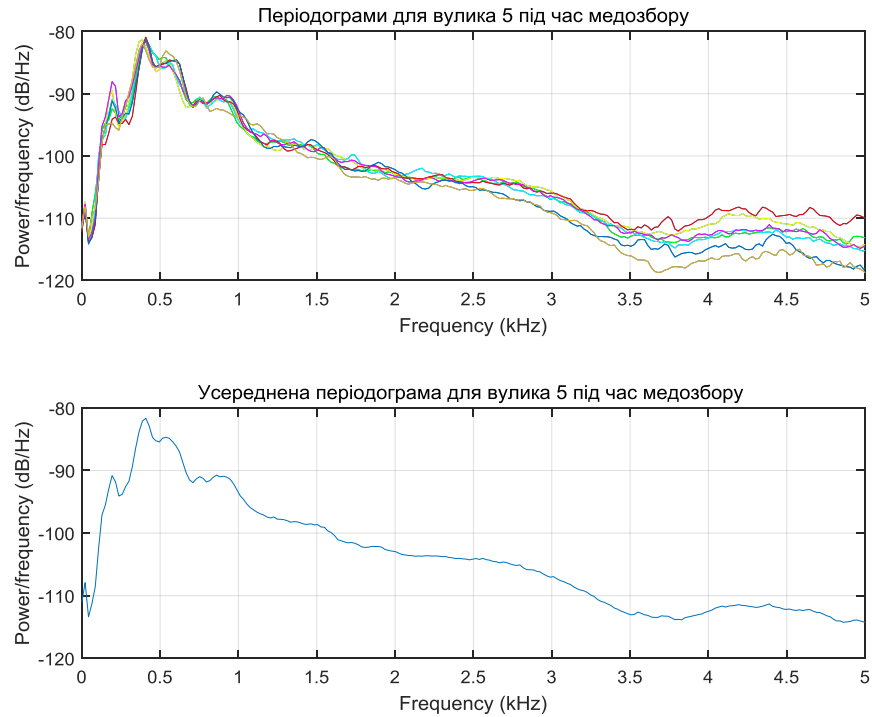 Періодограми для вулика 5 під час медозбору
-80
-90
-100
-110
-120
Power/frequency (dB/Hz)
0 0.5 1 1.5 2 2.5 3 3.5 4 4.5 5
Frequency (kHz)
Усереднена періодограма для вулика 5 під час медозбору
-80
-90
-100
-110
-120
Power/frequency (dB/Hz)
0 0.5 1 1.5 2 2.5 3 3.5 4 4.5 5
Frequency (kHz)